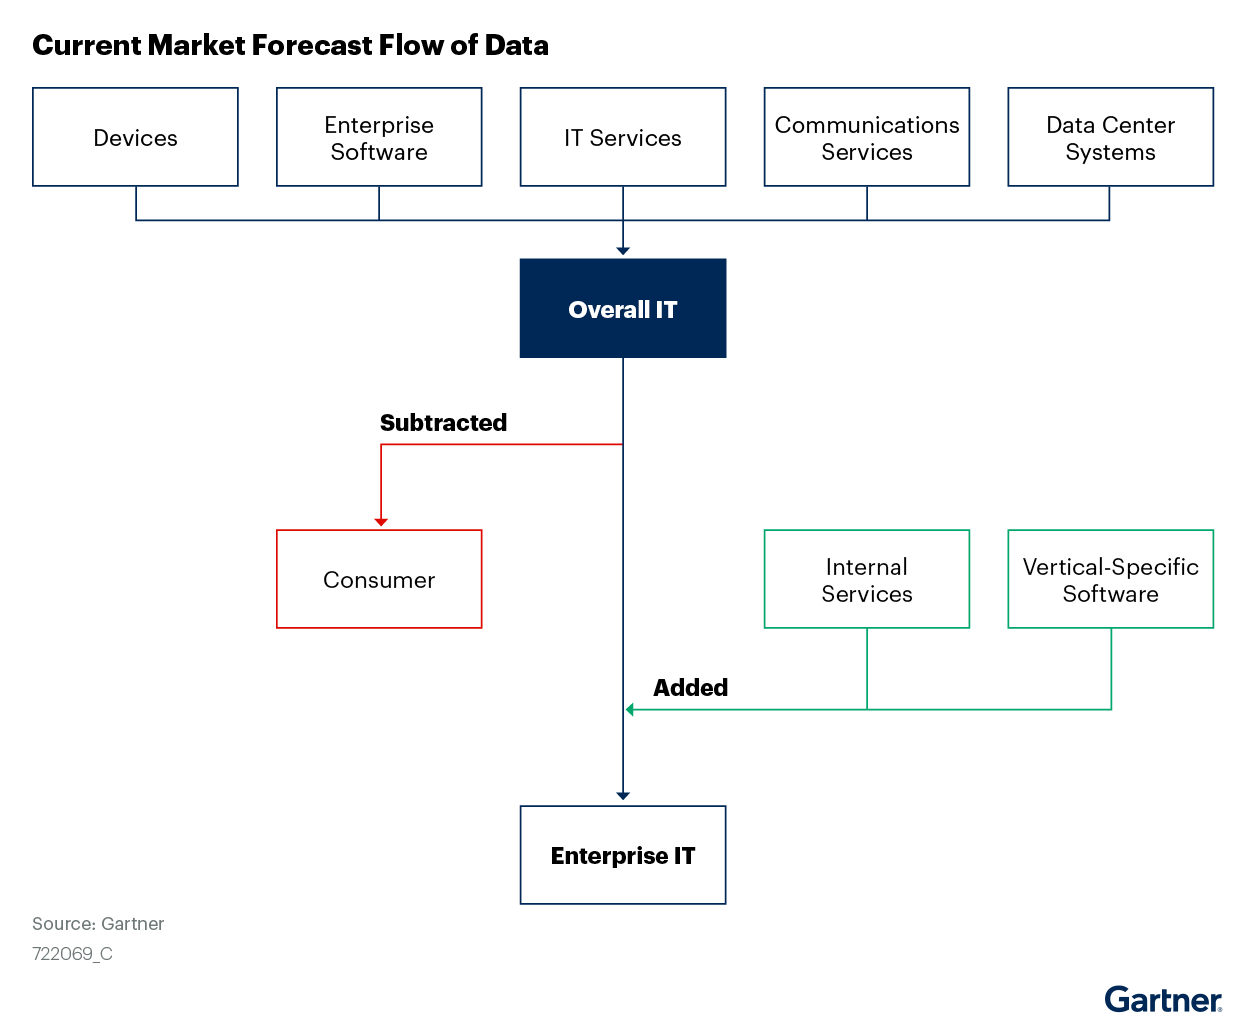 Current Market Forecast Flow of Data
Devices
Enterprise
Software
IT Services
Communications
Services
Data Center
Systems
Overall IT
Subtracted
Consumer
Internal
Services
Vertical-Specific
Software
Added
Enterprise IT
Source: Gartner
722069_C
Gartner®